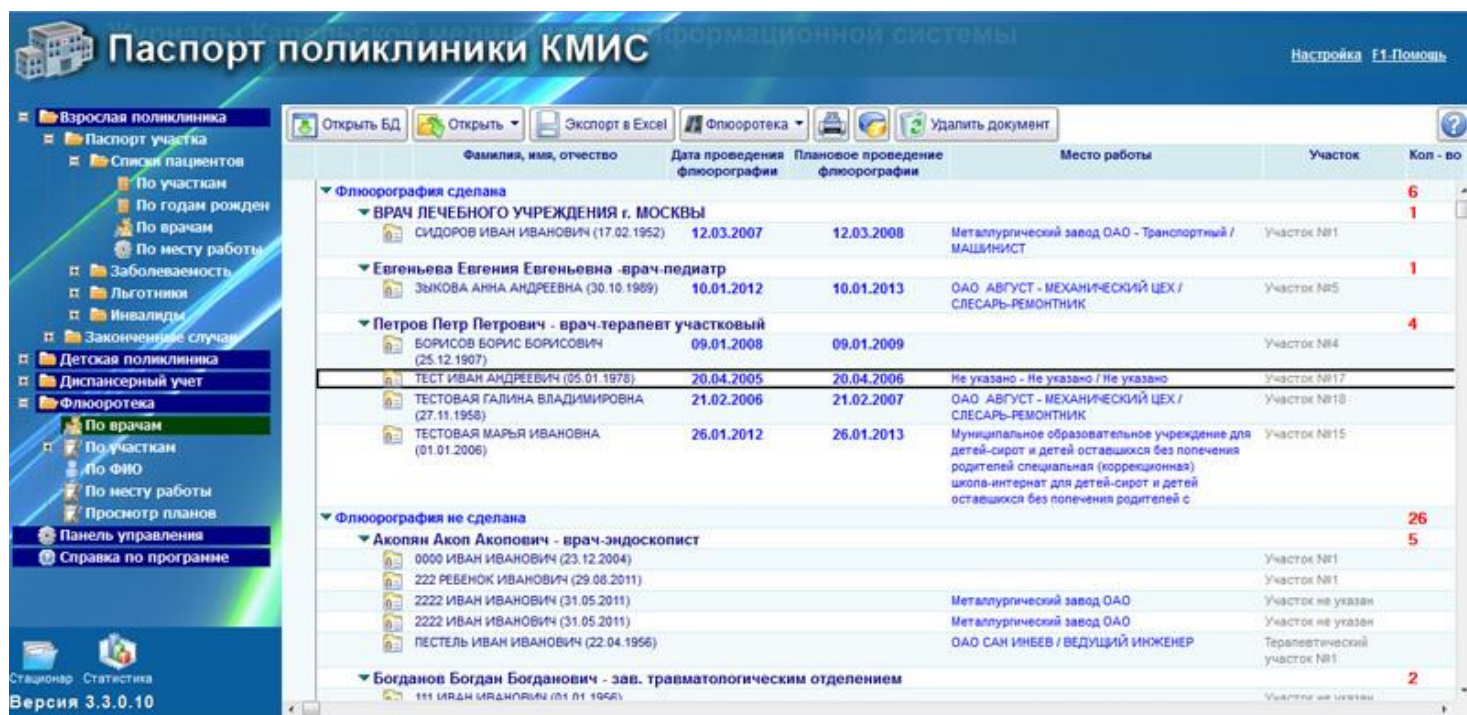 Журналы Карельской медицинской информационной системы
Паспорт поликлиники КМИС
Настройка F1-Помощь
Взрослая поликлиника
Паспорт участка
Списки пациентов
По участкам
По годам рожден
По врачам
По месту работы
Заболеваемость
Льготники
Инвалиды
Законченные случаи
Детская поликлиника
Диспансерный учет
Флюоротека
По врачам
По участкам
По ФИО
По месту работы
Просмотр планов
Панель управления
Справка по программе
Стационар Статистика
Версия 3.3.0.10
Открыть БД Открыть Экспорт в Excel Флюоротека Удалить документ
Фамилия, имя, отчество Дата проведения Плановое проведение Место работы Участок Кол - во
флюорографии флюорографии
Флюорография сделана 6
ВРАЧ ЛЕЧЕБНОГО УЧРЕЖДЕНИЯ г. МОСКВЫ 1
СИДОРОВ ИВАН ИВАНОВИЧ (17.02.1952) 12.03.2007 12.03.2008 Металлургический завод ОАО - Транспортный / Участок №1
МАШИНИСТ
Евгеньева Евгения Евгеньевна -врач-педиатр 1
ЗЫКОВА АННА АНДРЕЕВНА (30.10.1989) 10.01.2012 10.01.2013 ОАО АВГУСТ - МЕХАНИЧЕСКИЙ ЦЕХ / Участок №5
СЛЕСАРЬ-РЕМОНТНИК
Петров Петр Петрович - врач-терапевт участковый 4
БОРИСОВ БОРИС БОРИСОВИЧ 09.01.2008 09.01.2009 Участок №4
(25.12.1907)
ТЕСТ ИВАН АНДРЕЕВИЧ (05.01.1978) 20.04.2005 20.04.2006 Не указано - Не указано / Не указано Участок №17
ТЕСТОВАЯ ГАЛИНА ВЛАДИМИРОВНА 21.02.2006 21.02.2007 ОАО АВГУСТ - МЕХАНИЧЕСКИЙ ЦЕХ / Участок №18
(27.11.1958) СЛЕСАРЬ-РЕМОНТНИК
ТЕСТОВАЯ МАРЬЯ ИВАНОВНА 26.01.2012 26.01.2013 Муниципальное образовательное учреждение для Участок №15
(01.01.2006) детей-сирот и детей оставшихся без попечения
родителей специальная (коррекционная)
школа-интернат для детей-сирот и детей
оставшихся без попечения родителей с
Флюорография не сделана 26
Акопян Акоп Акопович - врач-эндоскопист 5
0000 ИВАН ИВАНОВИЧ (23.12.2004) Участок №1
222 РЕБЕНОК ИВАНОВИЧ (29.08.2011) Участок №1
2222 ИВАН ИВАНОВИЧ (31.05.2011) Металлургический завод ОАО Участок не указан
2222 ИВАН ИВАНОВИЧ (31.05.2011) Металлургический завод ОАО Участок не указан
ПЕСТЕЛЬ ИВАН ИВАНОВИЧ (22.04.1956) ОАО САН ИНБЕВ / ВЕДУЩИЙ ИНЖЕНЕР Терапевтический
участок №1
Богданов Богдан Богданович - зав. травматологическим отделением 2
111 ИВАН ИВАНОВИЧ (01.01.1956) Участок не указан